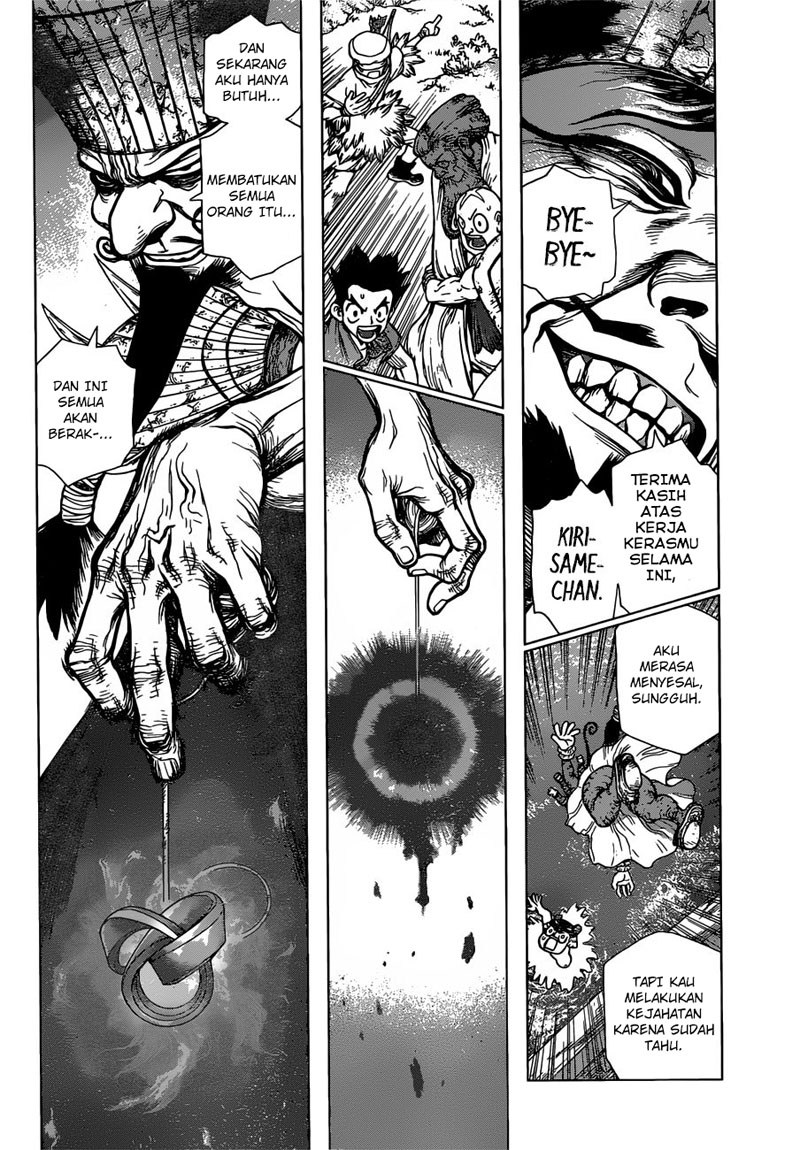 BYE-
BYE~
TERIMA
KASIH
ATAS
KERJA
KERASMU
SELAMA
INI,
KIRI-
SAME-
CHAN.
AKU
MERASA
MENYESAL,
SUNGGUH.
TAPI KAU
MELAKUKAN
KEJAHATAN
KARENA SUDAH
TAHU.
DAN
SEKARANG
AKU HANYA
BUTUH...
MEMBATUKAN
SEMUA
ORANG ITU...
DAN INI
SEMUA
AKAN
BERAK-...